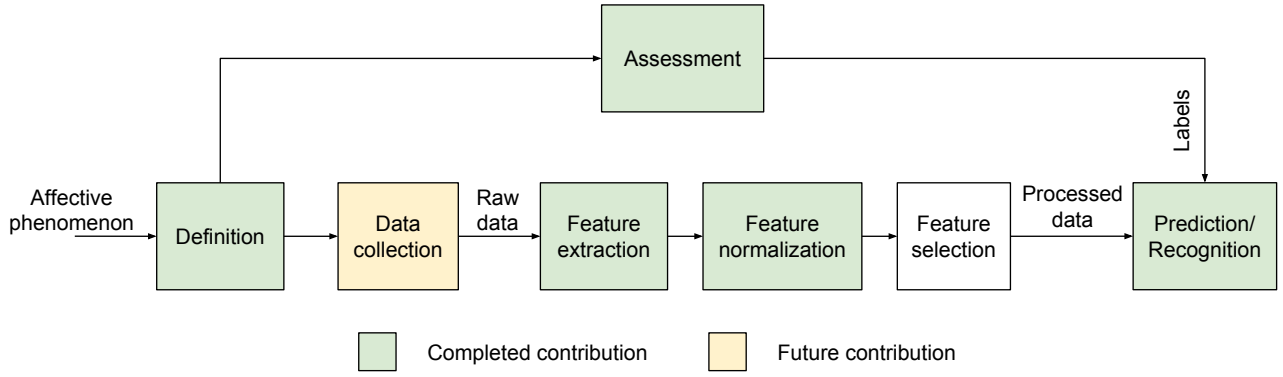 Assessment
Labels
Affective
phenomenon
Definition
Data
collection
Raw
data
Feature
extraction
Feature
normalization
Feature
selection
Processed
data
Prediction/
Recognition
Completed contribution
Future contribution